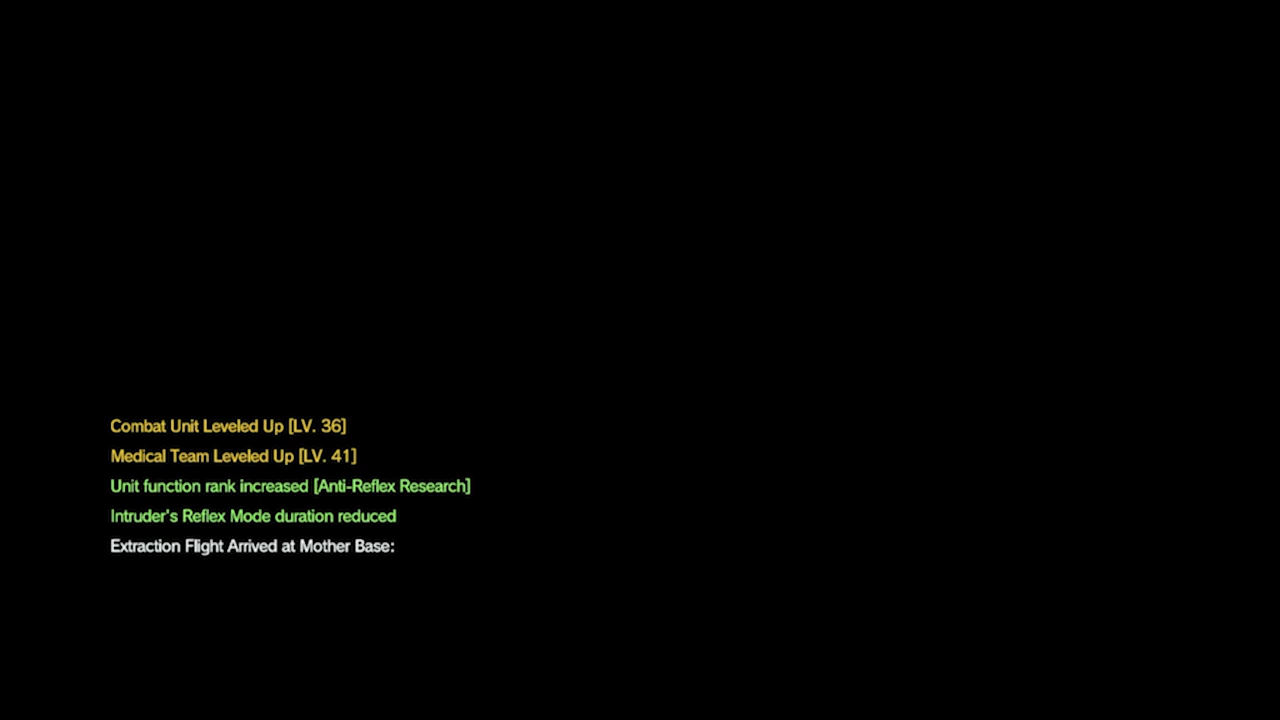 Combat Unit Leveled Up [LV. 36]
Medical Team Leveled Up [LV. 41]
Unit function rank increased [Anti-Reflex Research]
Intruder's Reflex Mode duration reduced
Extraction Flight Arrived at Mother Base: